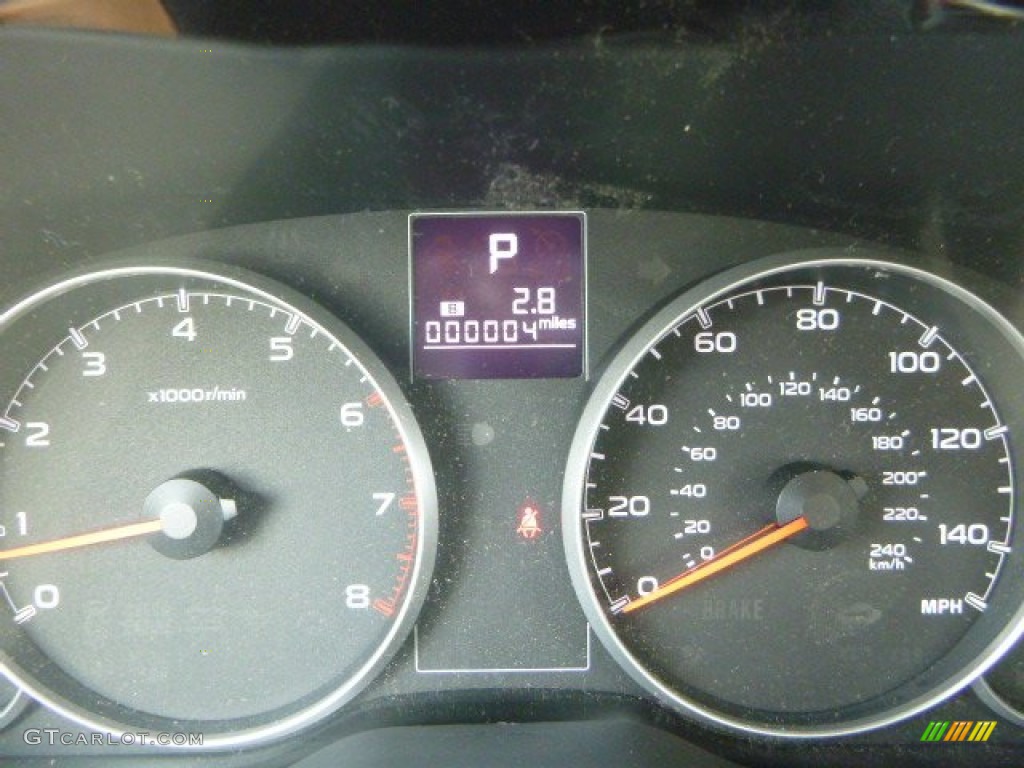 P
B 2.8
000004 miles
0 1 2 3 4 5 6 7 8
x1000r/min
0 20 40 60 80 100 120 140
MPH
0 20 40 60 80 100 120 140 160 180 200 220 240
km/h
BRAKE
GTCARLOT.COM